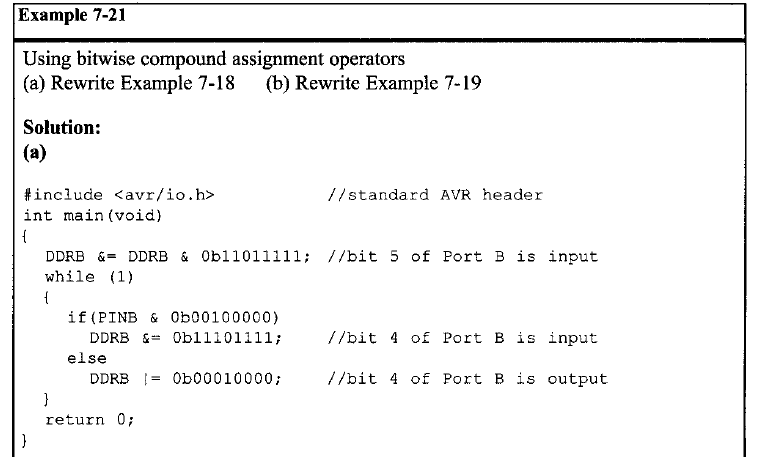 Example 7-21
Using bitwise compound assignment operators
(a) Rewrite Example 7-18 (b) Rewrite Example 7-19
Solution:
(a)
#include <avr/io.h> //standard AVR header
int main(void)
{
DDRB &= DDRB & 0b11011111; //bit 5 of Port B is input
while (1)
{
if(PINB & 0b00100000)
DDRB &= 0b11101111; //bit 4 of Port B is input
else
DDRB |= 0b00010000; //bit 4 of Port B is output
}
return 0;
}